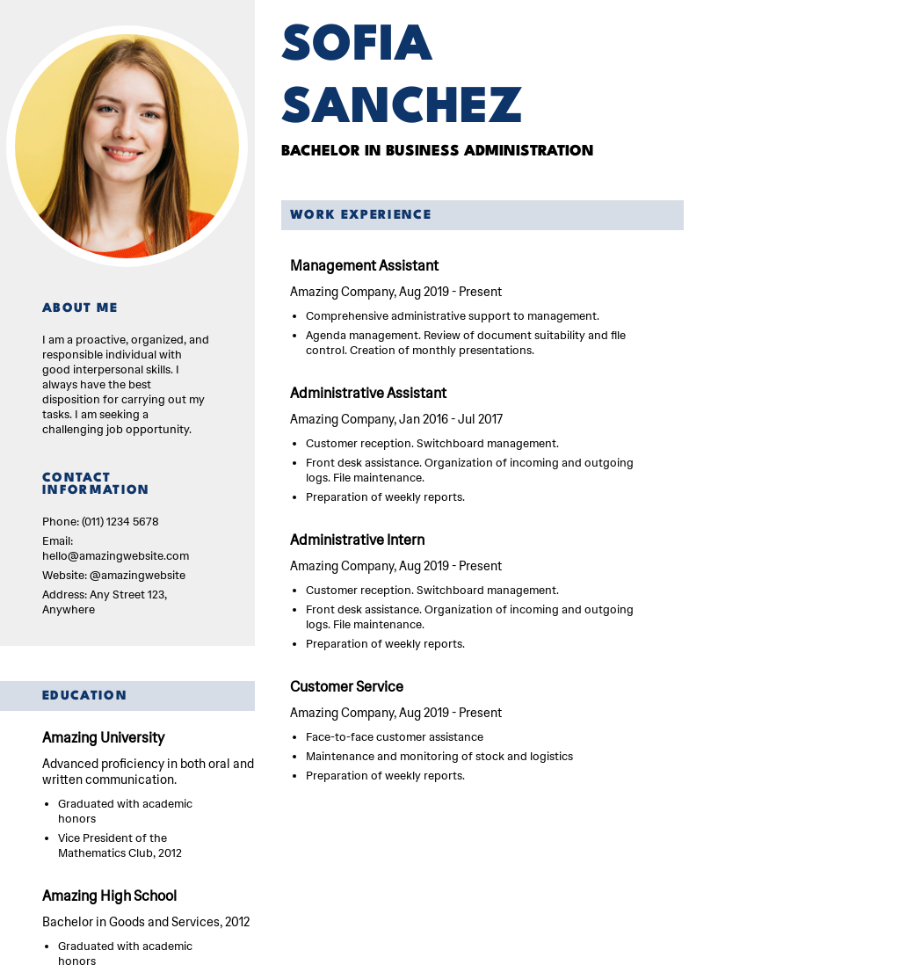 SOFIA
SANCHEZ
BACHELOR IN BUSINESS ADMINISTRATION
ABOUT ME
I am a proactive, organized, and
responsible individual with
good interpersonal skills. I
always have the best
disposition for carrying out my
tasks. I am seeking a
challenging job opportunity.
CONTACT
INFORMATION
Phone: (011) 1234 5678
Email:
hello@amazingwebsite.com
Website: @amazingwebsite
Address: Any Street 123,
Anywhere
EDUCATION
Amazing University
Advanced proficiency in both oral and
written communication.
• Graduated with academic
honors
• Vice President of the
Mathematics Club, 2012
Amazing High School
Bachelor in Goods and Services, 2012
• Graduated with academic
honors
WORK EXPERIENCE
Management Assistant
Amazing Company, Aug 2019 - Present
• Comprehensive administrative support to management.
• Agenda management. Review of document suitability and file
control. Creation of monthly presentations.
Administrative Assistant
Amazing Company, Jan 2016 - Jul 2017
• Customer reception. Switchboard management.
• Front desk assistance. Organization of incoming and outgoing
logs. File maintenance.
• Preparation of weekly reports.
Administrative Intern
Amazing Company, Aug 2019 - Present
• Customer reception. Switchboard management.
• Front desk assistance. Organization of incoming and outgoing
logs. File maintenance.
• Preparation of weekly reports.
Customer Service
Amazing Company, Aug 2019 - Present
• Face-to-face customer assistance
• Maintenance and monitoring of stock and logistics
• Preparation of weekly reports.